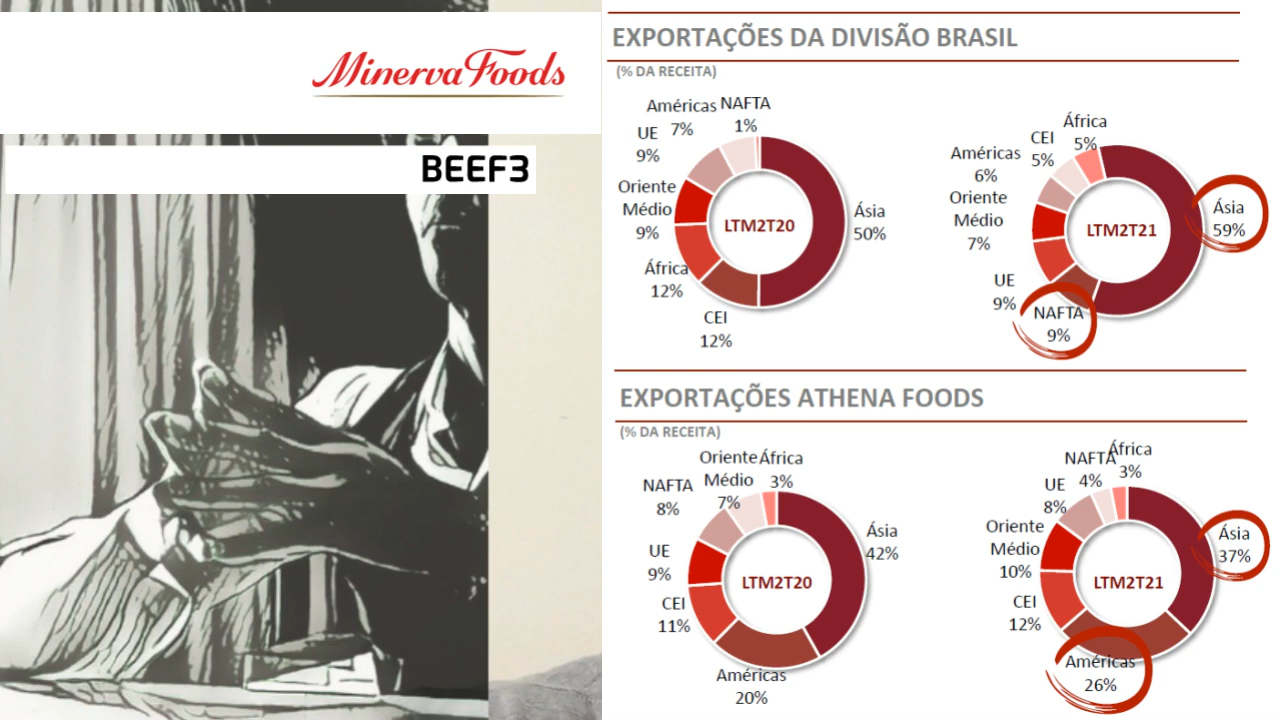 Minerva Foods
BEEF3
EXPORTAÇÕES DA DIVISÃO BRASIL
(% DA RECEITA)
Américas
7%
NAFTA
1%
UE
9%
Oriente
Médio
9%
África
12%
CEI
12%
Ásia
50%
LTM2T20
África
5%
CEI
5%
Américas
6%
Oriente
Médio
7%
UE
9%
NAFTA
9%
Ásia
59%
LTM2T21
EXPORTAÇÕES ATHENA FOODS
(% DA RECEITA)
Oriente
Médio
7%
África
3%
NAFTA
8%
UE
9%
CEI
11%
Américas
20%
Ásia
42%
LTM2T20
África
3%
NAFTA
4%
UE
8%
Oriente
Médio
10%
CEI
12%
Américas
26%
Ásia
37%
LTM2T21